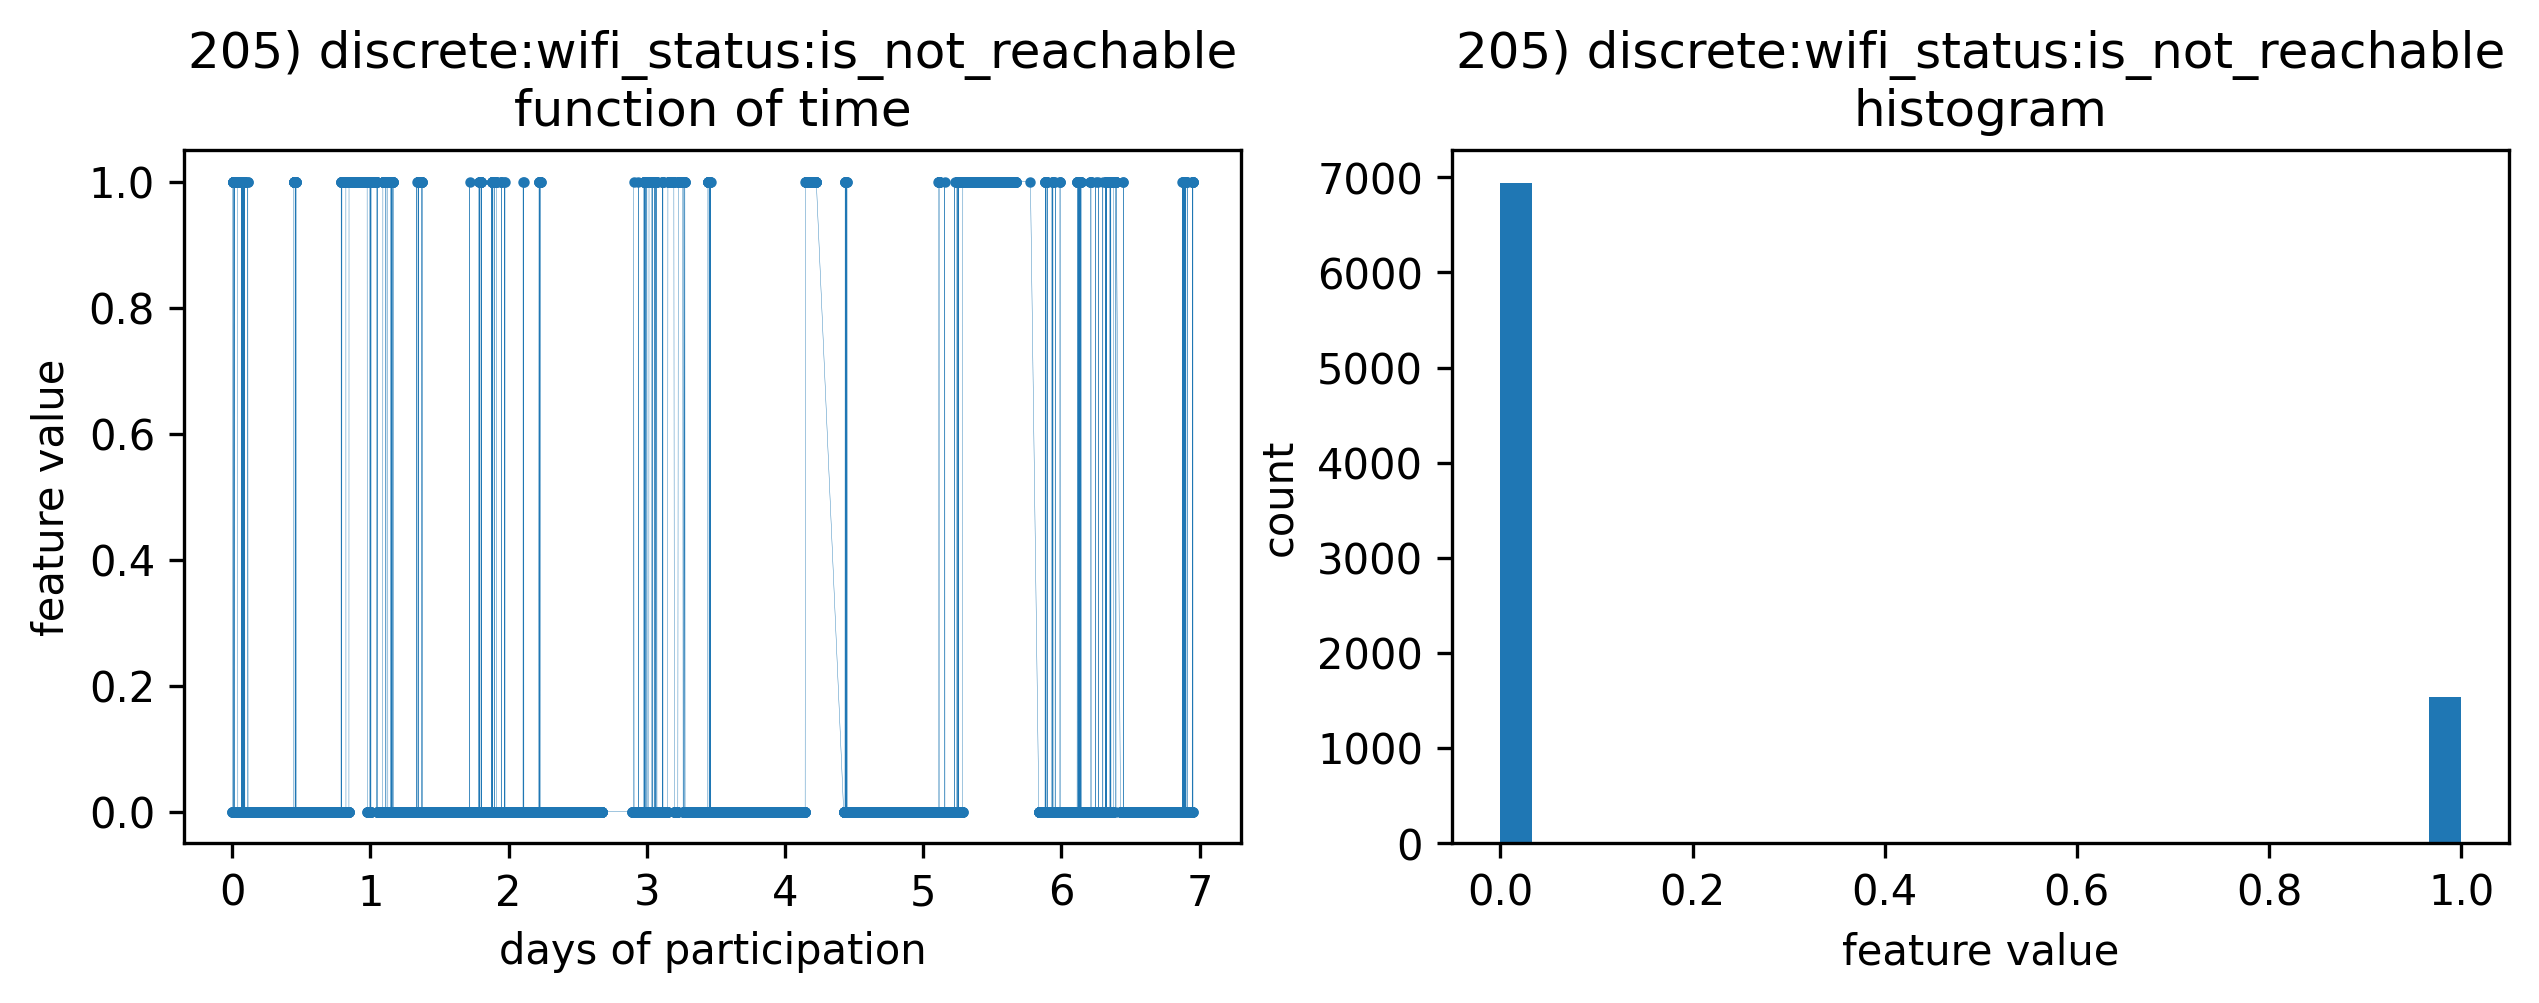 205) discrete:wifi_status:is_not_reachable
function of time
1.0
0.8
0.6
0.4
0.2
0.0
feature value
0 1 2 3 4 5 6 7
days of participation
205) discrete:wifi_status:is_not_reachable
histogram
7000
6000
5000
4000
3000
2000
1000
0
count
0.0 0.2 0.4 0.6 0.8 1.0
feature value